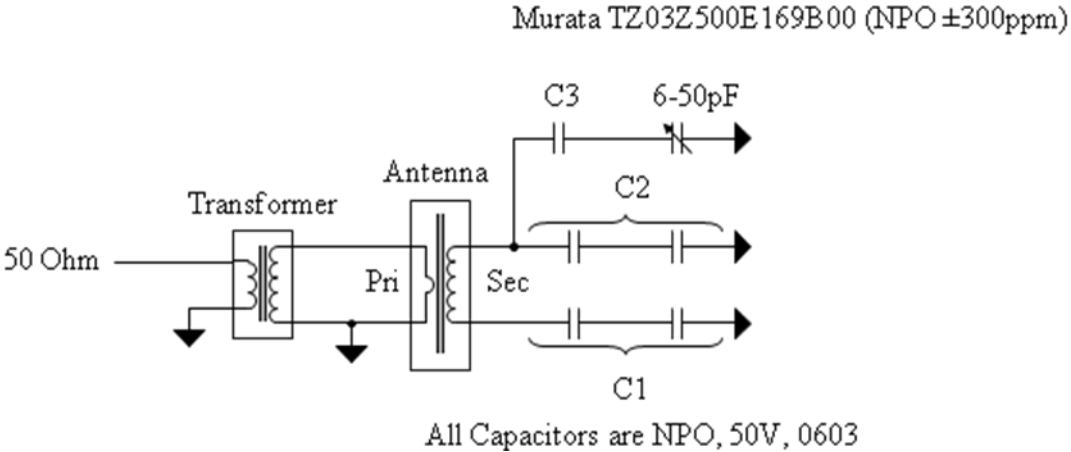 Murata TZ03Z500E169B00 (NPO ±300ppm)
C3
6-50pF
Antenna
C2
Transformer
50 Ohm
Pri
Sec
C1
All Capacitors are NPO, 50V, 0603